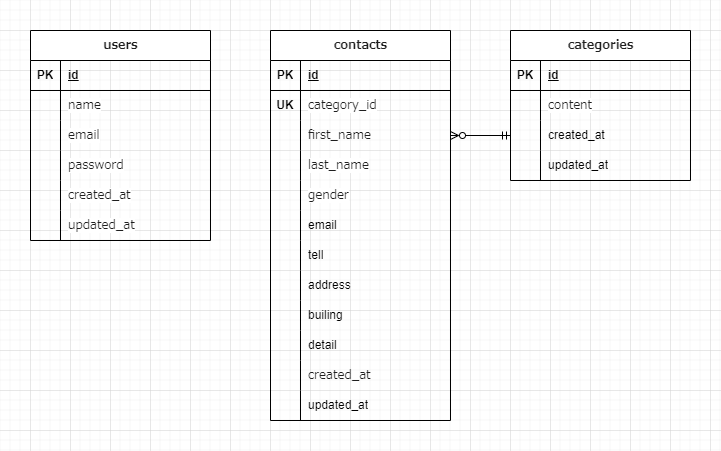 users
PK id
name
email
password
created_at
updated_at
contacts
PK id
UK category_id
first_name
last_name
gender
email
tell
address
builing
detail
created_at
updated_at
categories
PK id
content
created_at
updated_at